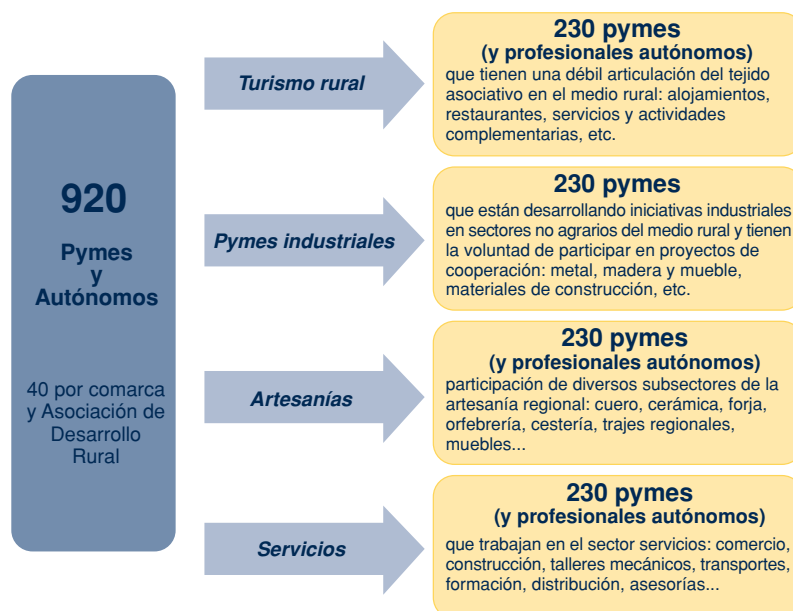 920
Pymes
y
Autónomos
40 por comarca
y Asociación de
Desarrollo
Rural
Turismo rural
230 pymes
(y profesionales autónomos)
que tienen una débil articulación del tejido
asociativo en el medio rural: alojamientos,
restaurantes, servicios y actividades
complementarias, etc.
Pymes industriales
230 pymes
que están desarrollando iniciativas industriales
en sectores no agrarios del medio rural y tienen
la voluntad de participar en proyectos de
cooperación: metal, madera y mueble,
materiales de construcción, etc.
Artesanías
230 pymes
(y profesionales autónomos)
participación de diversos subsectores de la
artesanía regional: cuero, cerámica, forja,
orfebrería, cestería, trajes regionales,
muebles...
Servicios
230 pymes
(y profesionales autónomos)
que trabajan en el sector servicios: comercio,
construcción, talleres mecánicos, transportes,
formación, distribución, asesorías...